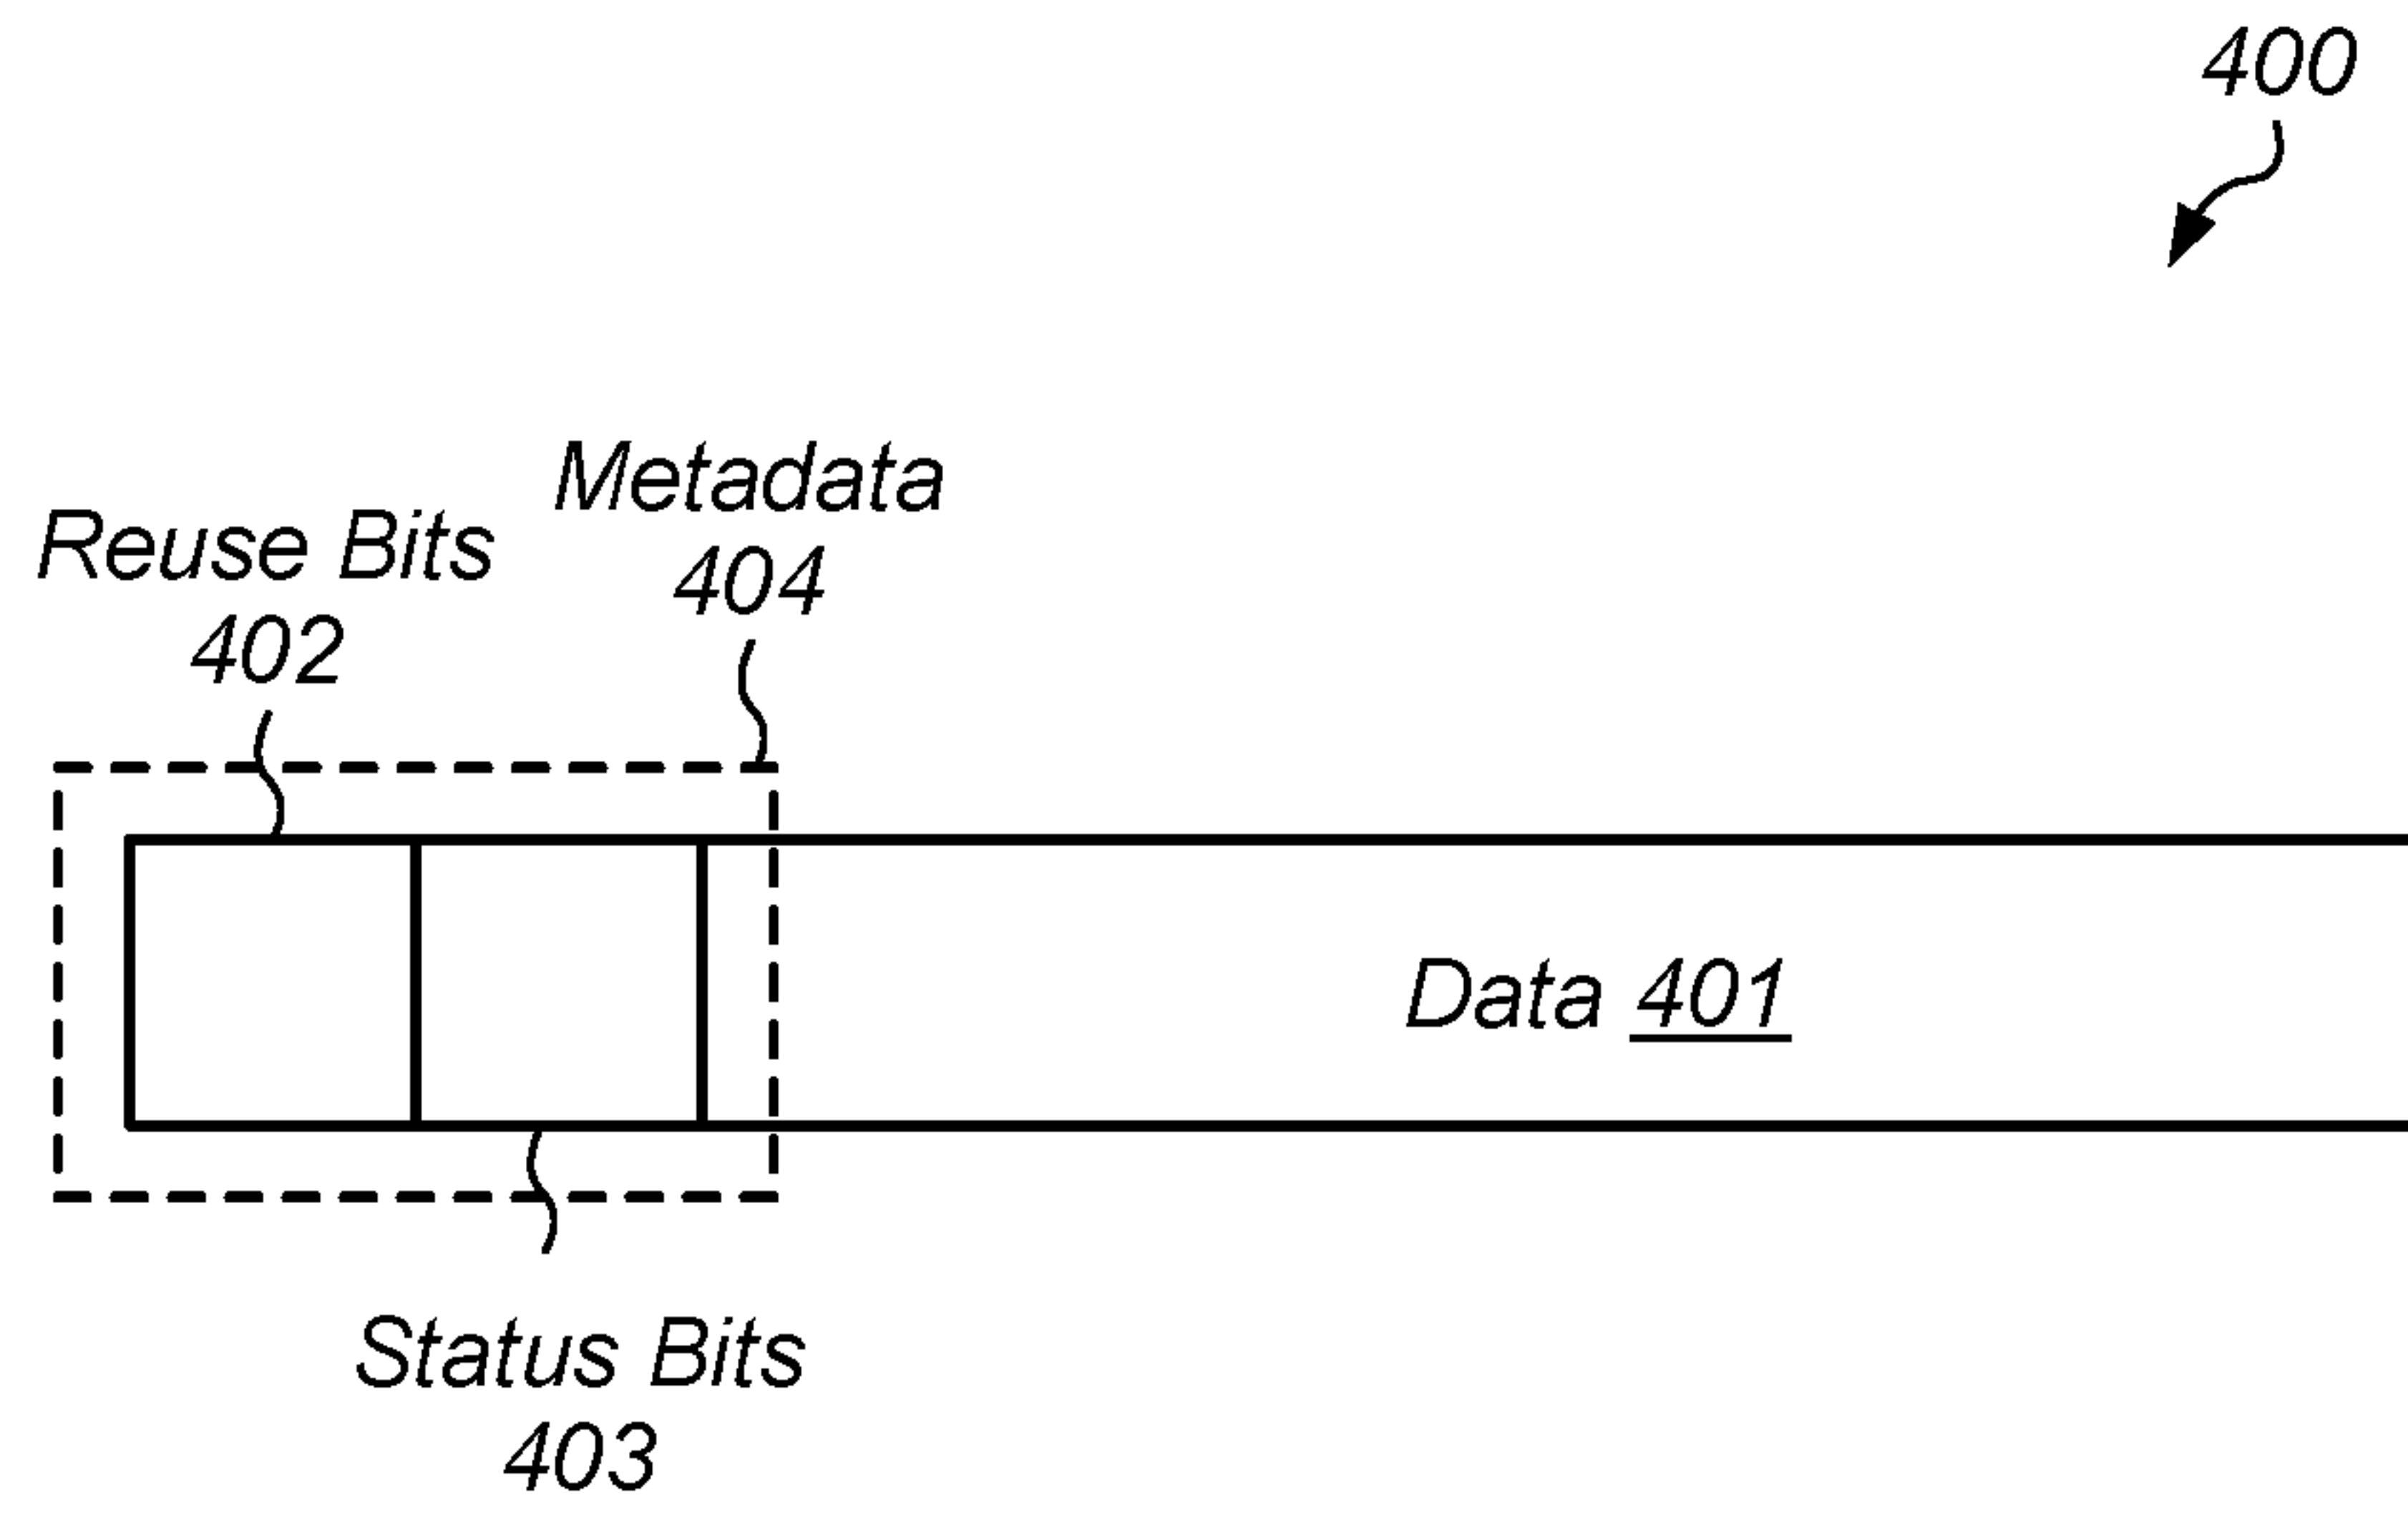 400
Metadata
404
Reuse Bits
402
Data 401
Status Bits
403